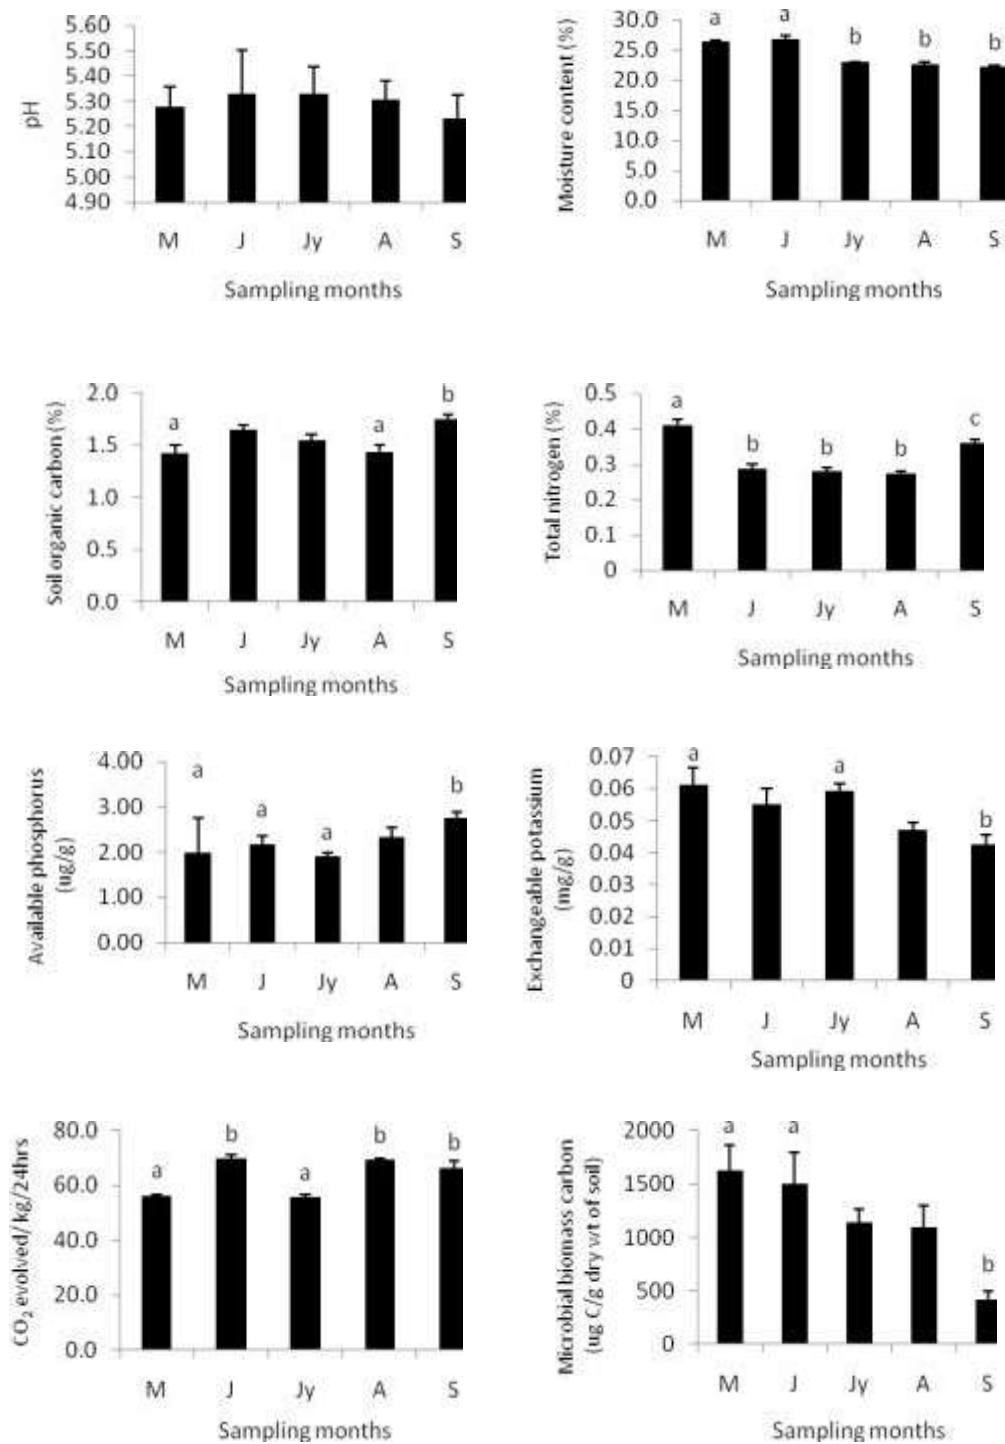 pH
5.60
5.50
5.40
5.30
5.20
5.10
5.00
4.90
M J Jy A S
Sampling months
Moisture content (%)
30.0
25.0
20.0
15.0
10.0
5.0
0.0
a a b b b
M J Jy A S
Sampling months
Soil organic carbon (%)
2.0
1.5
1.0
0.5
0.0
a a b
M J Jy A S
Sampling months
Total nitrogen (%)
0.5
0.4
0.3
0.2
0.1
0
a b b b c
M J Jy A S
Sampling months
Available phosphorus
(ug/g)
4.00
3.00
2.00
1.00
0.00
a a a b
M J Jy A S
Sampling months
Exchangeable potassium
(mg/g)
0.07
0.06
0.05
0.04
0.03
0.02
0.01
0
a a b
M J Jy A S
Sampling months
CO₂ evolved/ kg/24hrs
80.0
60.0
40.0
20.0
0.0
a b a b b
M J Jy A S
Sampling months
Microbial biomass carbon
(ug C/g dry wt of soil)
2000
1500
1000
500
0
a a b
M J Jy A S
Sampling months